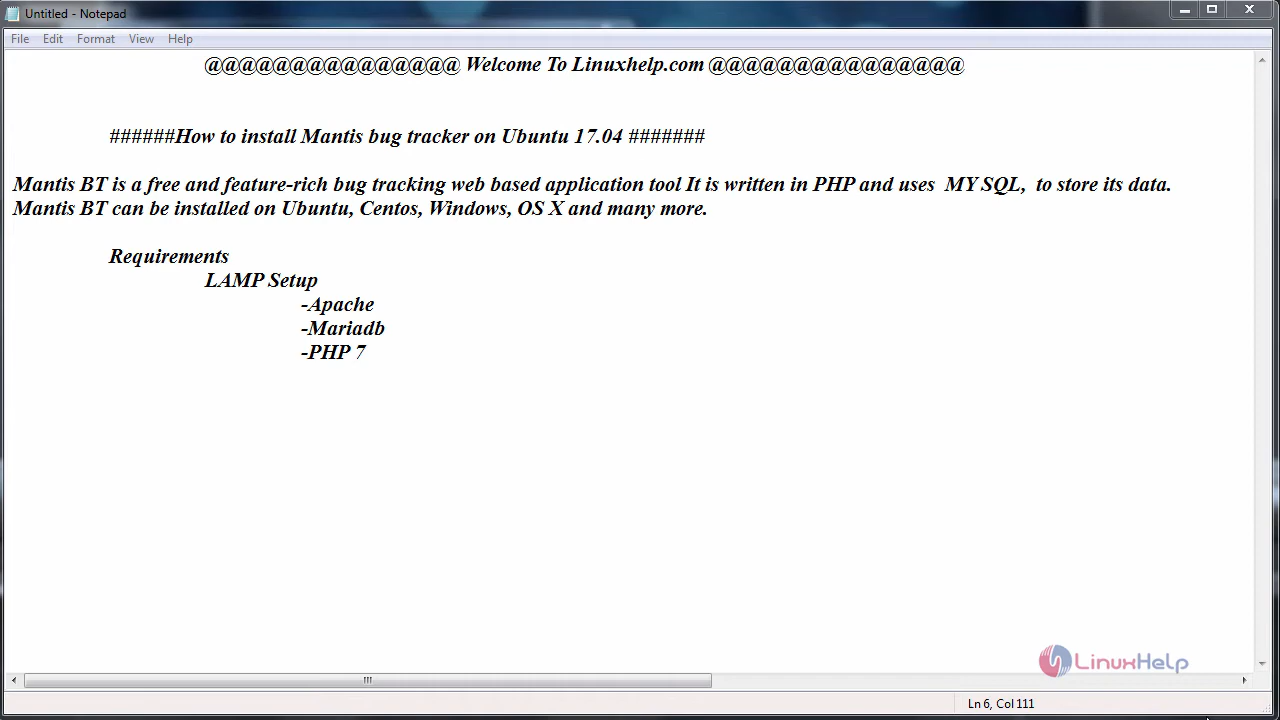 Untitled - Notepad
File Edit Format View Help
@@@@@@@@@@@@@@@ Welcome To Linuxhelp.com @@@@@@@@@@@@@@@
######How to install Mantis bug tracker on Ubuntu 17.04 #######
Mantis BT is a free and feature-rich bug tracking web based application tool It is written in PHP and uses  MY SQL,  to store its data.
Mantis BT can be installed on Ubuntu, Centos, Windows, OS X and many more.
Requirements
LAMP Setup
-Apache
-Mariadb
-PHP 7
LinuxHelp
Ln 6, Col 111